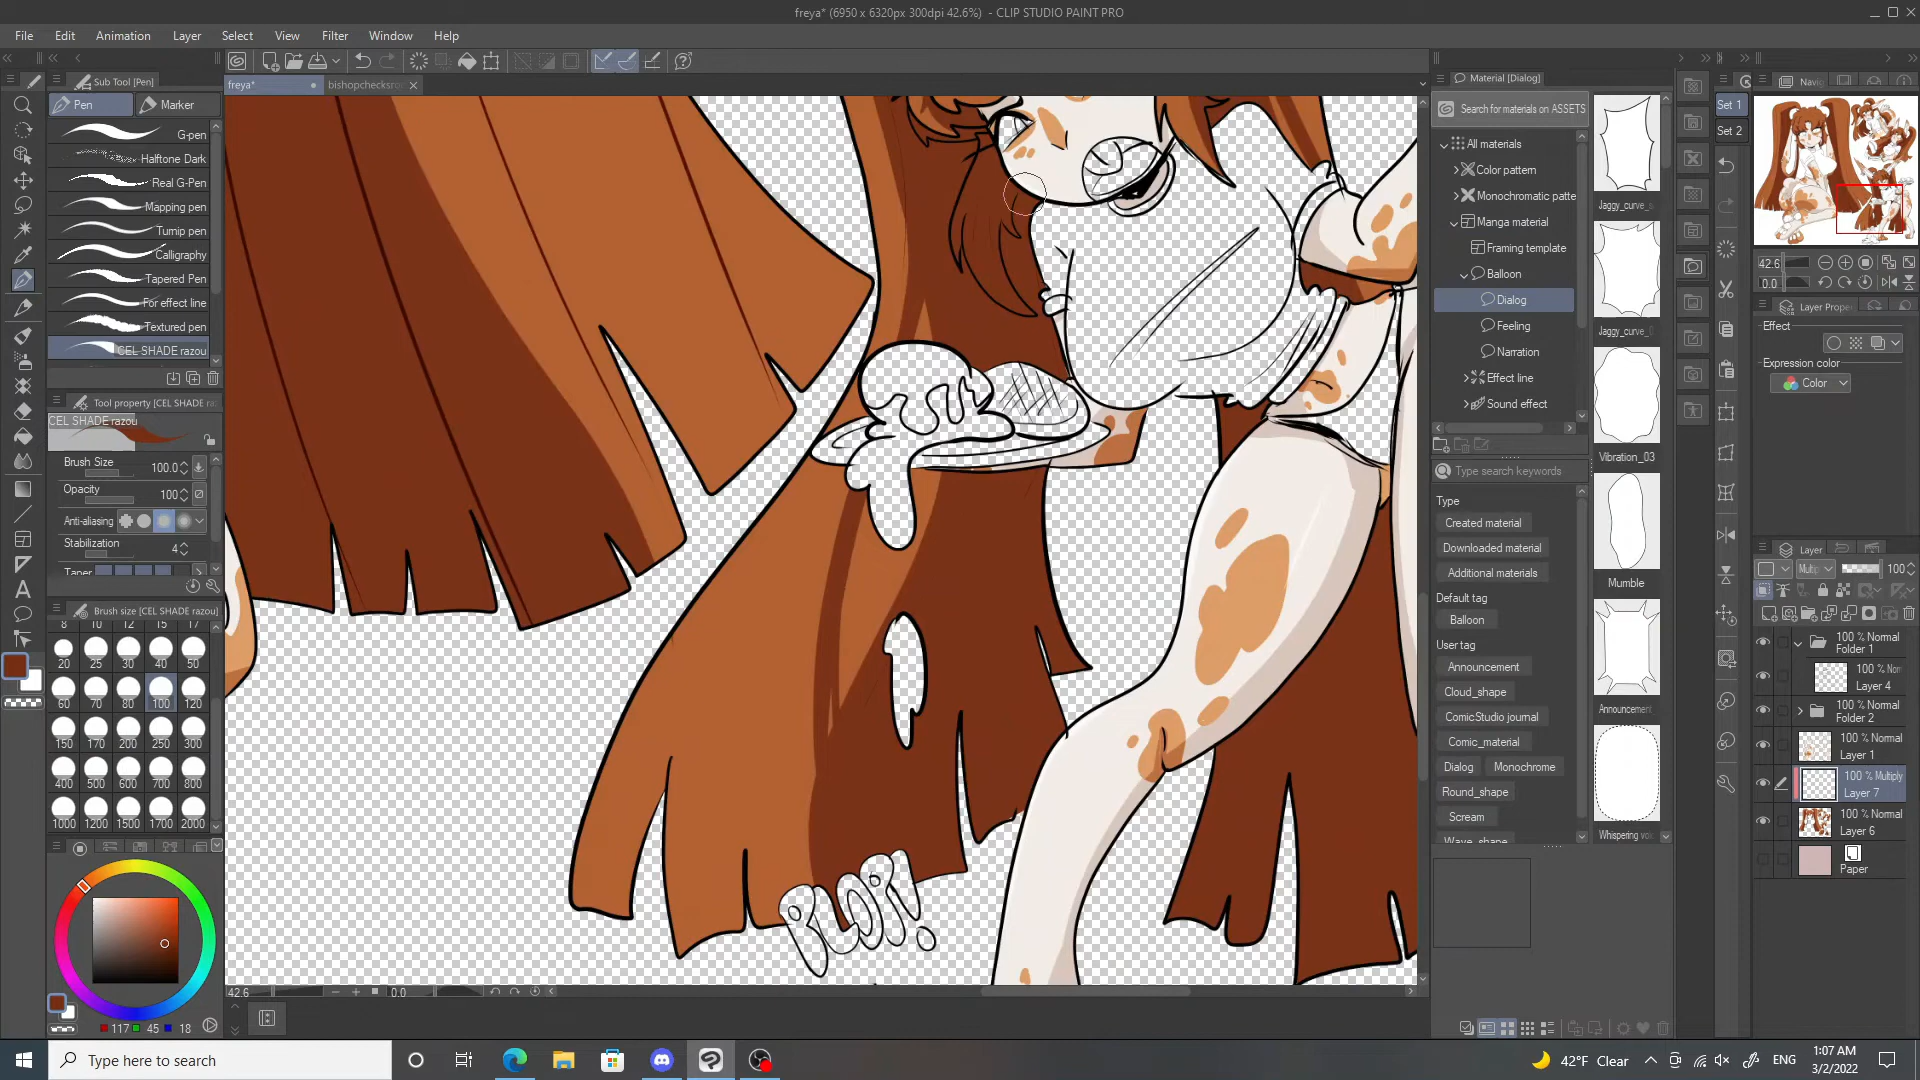 freya* (6950 x 6320px 300dpi 42.6%) - CLIP STUDIO PAINT PRO
File Edit Animation Layer Select View Filter Window Help
Sub Tool [Pen]
freya*
Material [Dialog]
Pen Marker
G-pen
Halftone Dark
Real G-Pen
Mapping pen
Turnip pen
Calligraphy
Tapered Pen
For effect line
Textured pen
CEL SHADE razou
Tool property [CEL SHADE raz
CEL SHADE razou
Brush Size 100.0
Opacity 100
Anti-aliasing
Stabilization 4
Taper
Brush size [CEL SHADE razou]
8 10 12 15 17
20 25 30 40 50
60 70 80 100 120
150 170 200 250 300
400 500 600 700 800
1000 1200 1500 1700 2000
117 45 18
BLOP!
42.6 0.0
Search for materials on ASSETS
All materials
Color pattern
Monochromatic patte
Manga material
Framing template
Balloon
Dialog
Feeling
Narration
Effect line
Sound effect
Type search keywords
Type
Created material
Downloaded material
Additional materials
Default tag
Balloon
User tag
Announcement
Cloud_shape
ComicStudio journal
Comic_material
Dialog Monochrome
Round_shape
Scream
Wave_shape
Jaggy_curve_
Jaggy_curve_
Vibration_03
Mumble
Announcement
Whispering vo
Set 1
Set 2
Navi
42.6
0.0
Layer Prope
Effect
Expression color
Color
Layer
Multip 100
100 % Normal
Folder 1
100 % Norn
Layer 4
100 % Normal
Folder 2
100 % Normal
Layer 1
100 % Multiply
Layer 7
100 % Normal
Layer 6
Paper
Type here to search
42°F Clear ENG 1:07 AM
3/2/2022